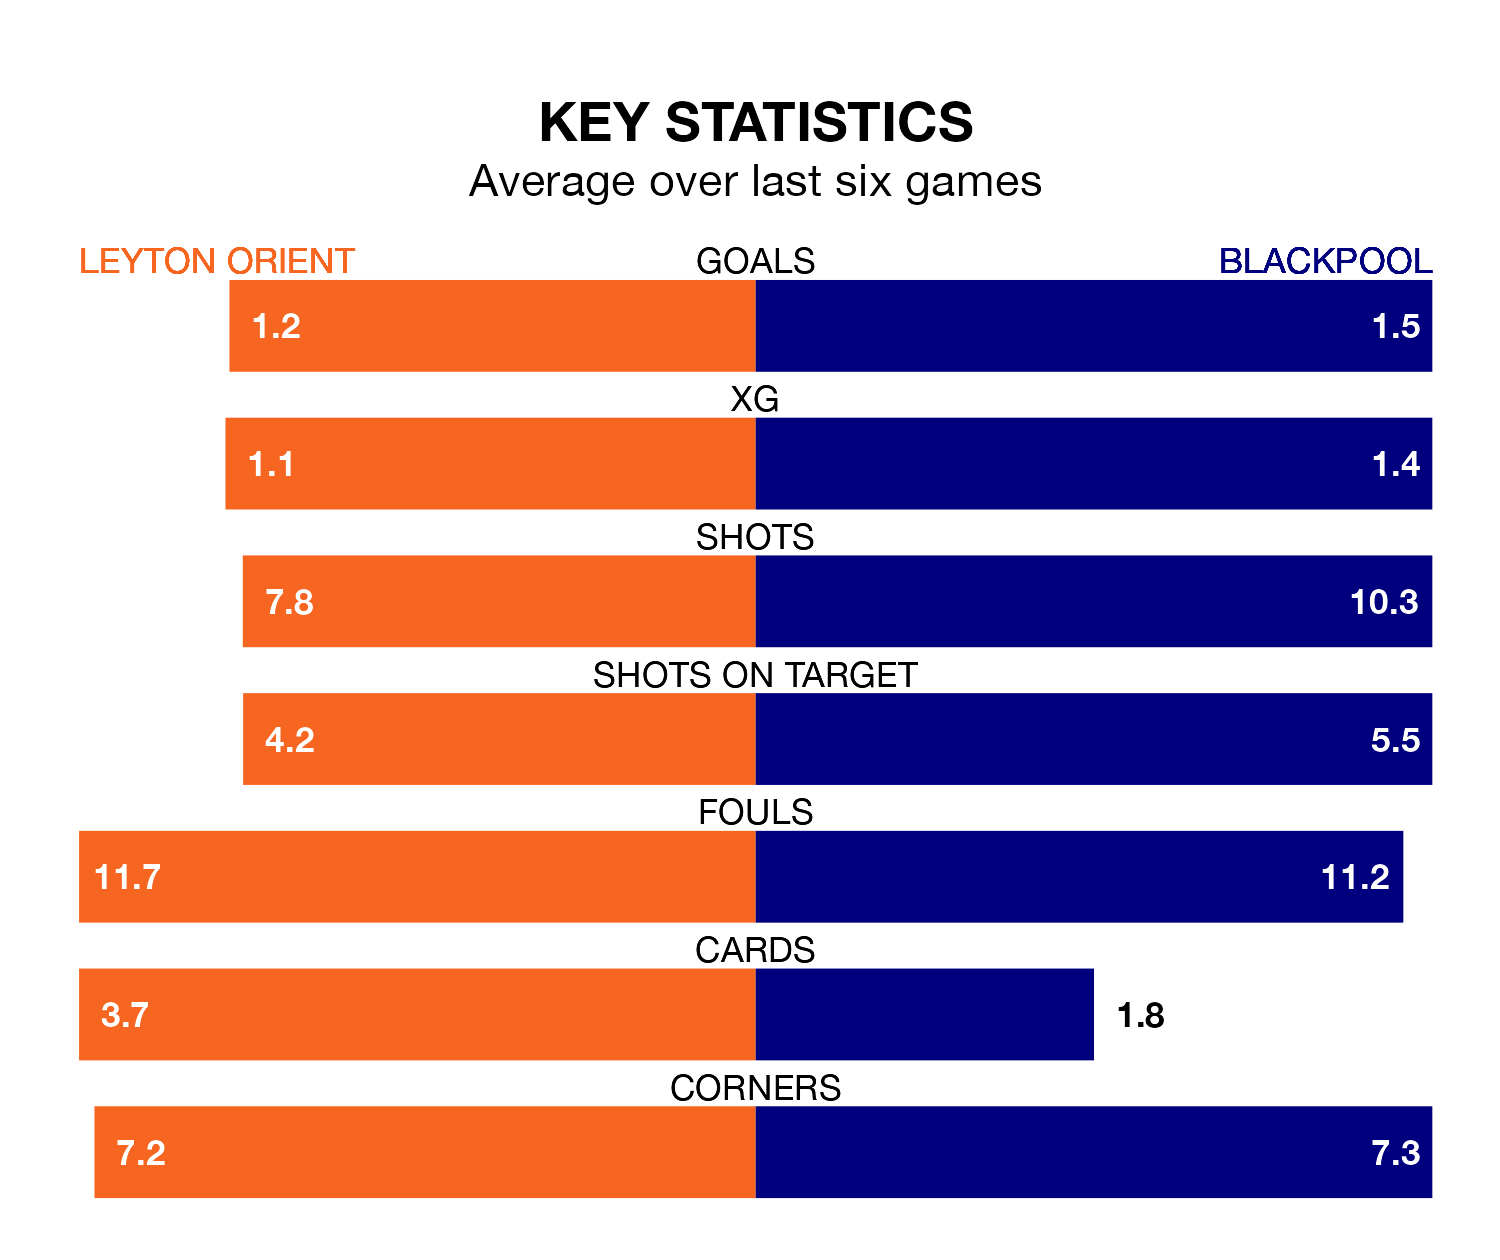 KEY STATISTICS
Average over last six games
LEYTON ORIENT GOALS BLACKPOOL
1.2 1.5
XG
1.1 1.4
SHOTS
7.8 10.3
SHOTS ON TARGET
4.2 5.5
FOULS
11.7 11.2
CARDS
3.7 1.8
CORNERS
7.2 7.3